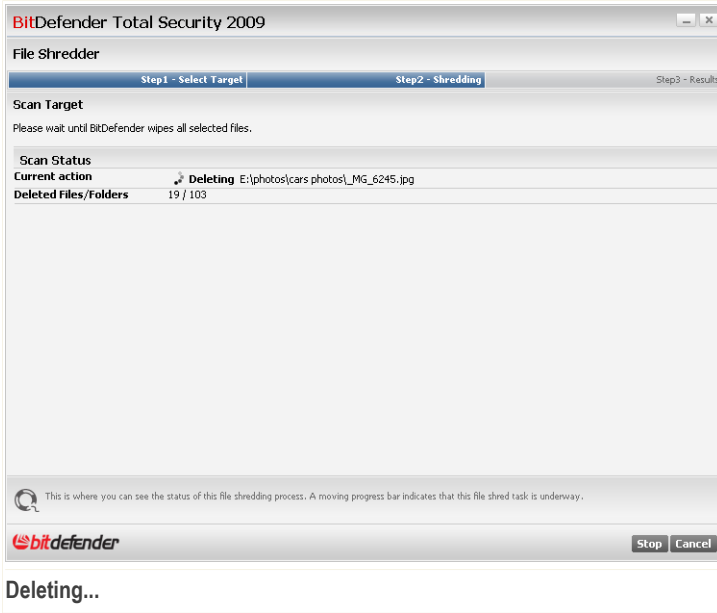 BitDefender Total Security 2009
File Shredder
Step1 - Select Target
Step2 - Shredding
Step3 - Results
Scan Target
Please wait until BitDefender wipes all selected files.
Scan Status
Current action Deleting E:\photos\cars photos\_MG_6245.jpg
Deleted Files/Folders 19 / 103
This is where you can see the status of this file shredding process. A moving progress bar indicates that this file shred task is underway.
bitdefender
Stop Cancel
Deleting...